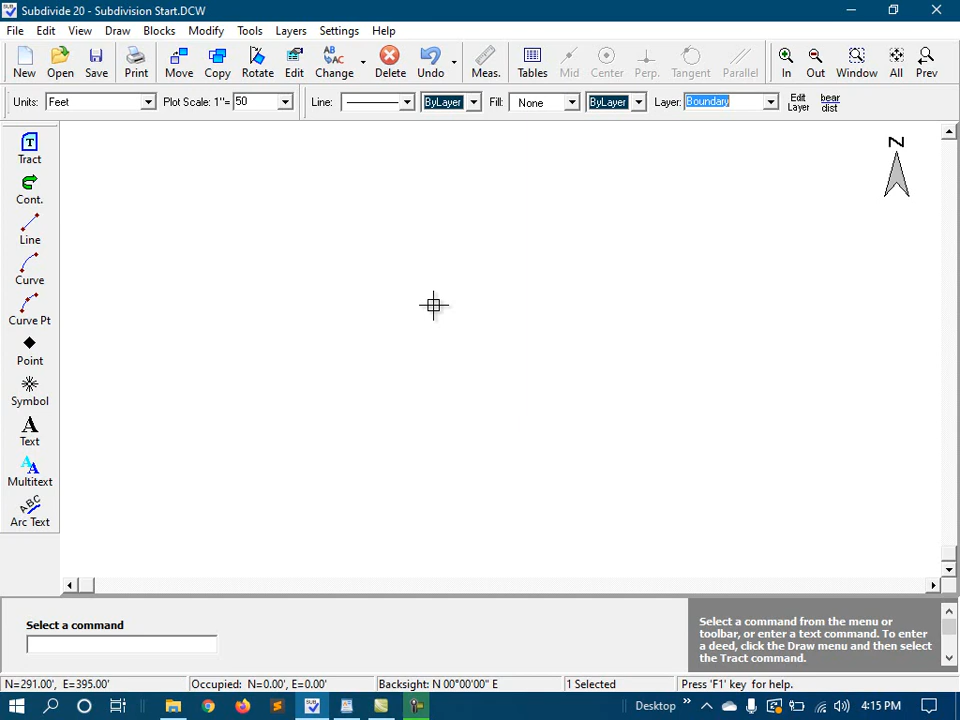 Subdivide 20 - Subdivision Start.DCW
File Edit View Draw Blocks Modify Tools Layers Settings Help
New Open Save Print Move Copy Rotate Edit Change Delete Undo Meas. Tables Mid Center Perp. Tangent Parallel In Out Window All Prev
Units: Feet Plot Scale: 1"= 50 Line: ByLayer Fill: None ByLayer Layer: Boundary Edit Layer bear dist
Tract
Cont.
Line
Curve
Curve Pt
Point
Symbol
Text
Multitext
Arc Text
N
Select a command
Select a command from the menu or
toolbar, or enter a text command. To enter
a deed, click the Draw menu and then select
the Tract command.
N=291.00', E=395.00' Occupied: N=0.00', E=0.00' Backsight: N 00°00'00" E 1 Selected Press 'F1' key for help.
Desktop 4:15 PM